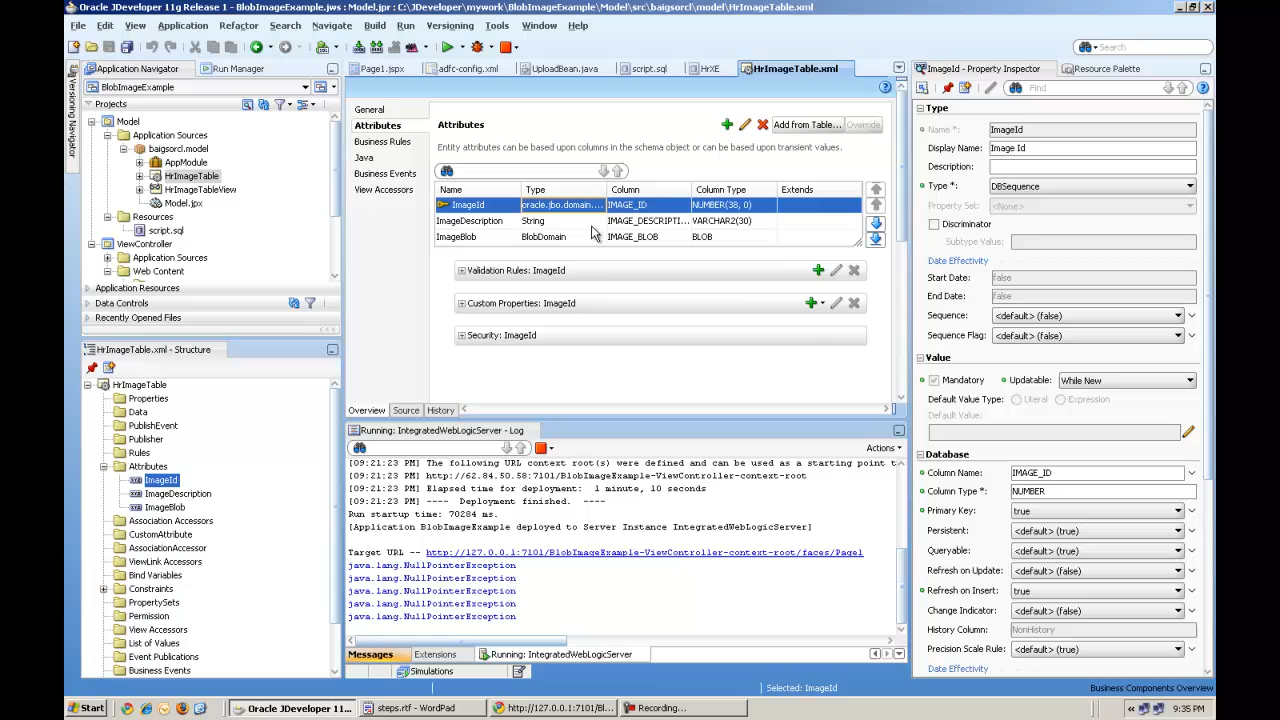 Oracle JDeveloper 11g Release 1 - BlobImageExample.jws : Model.jpr : C:\JDeveloper\mywork\BlobImageExample\Model\src\baigsorcl\model\HrImageTable.xml
File Edit View Application Refactor Search Navigate Build Run Versioning Tools Window Help
Search
Application Navigator
Run Manager
Page1.jspx
adfc-config.xml
UploadBean.java
script.sql
HrXE
HrImageTable.xml
ImageId - Property Inspector
Resource Palette
Versioning Navigator
BlobImageExample
Projects
Model
Application Sources
baigsorcl.model
AppModule
HrImageTable
HrImageTableView
Model.jpx
Resources
script.sql
ViewController
Application Sources
Web Content
Application Resources
Data Controls
Recently Opened Files
HrImageTable.xml - Structure
HrImageTable
Properties
Data
PublishEvent
Publisher
Rules
Attributes
ImageId
ImageDescription
ImageBlob
Association Accessors
CustomAttribute
AssociationAccessor
ViewLink Accessors
Bind Variables
Constraints
PropertySets
Permission
View Accessors
List of Values
Event Publications
Business Events
General
Attributes
Business Rules
Java
Business Events
View Accessors
Attributes
Add from Table...
Override
Entity attributes can be based upon columns in the schema object or can be based upon transient values.
Name Type Column Column Type Extends
ImageId oracle.jbo.domain.... IMAGE_ID NUMBER(38, 0)
ImageDescription String IMAGE_DESCRIPTI... VARCHAR2(30)
ImageBlob BlobDomain IMAGE_BLOB BLOB
Validation Rules: ImageId
Custom Properties: ImageId
Security: ImageId
Overview Source History
Running: IntegratedWebLogicServer - Log
Actions
[09:21:23 PM] The following URL context root(s) were defined and can be used as a starting point t
[09:21:23 PM] http://62.84.50.58:7101/BlobImageExample-ViewController-context-root
[09:21:23 PM] Elapsed time for deployment: 1 minute, 10 seconds
[09:21:23 PM] ---- Deployment finished. ----
Run startup time: 70284 ms.
[Application BlobImageExample deployed to Server Instance IntegratedWebLogicServer]
Target URL -- http://127.0.0.1:7101/BlobImageExample-ViewController-context-root/faces/Page1
java.lang.NullPointerException
java.lang.NullPointerException
java.lang.NullPointerException
java.lang.NullPointerException
java.lang.NullPointerException
Messages Extensions Running: IntegratedWebLogicServer
Simulations
Find
Type
Name *: ImageId
Display Name: Image Id
Description:
Type *: DBSequence
Property Set: <None>
Discriminator
Subtype Value:
Date Effectivity
Start Date: false
End Date: false
Sequence: <default> (false)
Sequence Flag: <default> (false)
Value
Mandatory Updatable: While New
Default Value Type: Literal Expression
Default Value:
Database
Column Name: IMAGE_ID
Column Type *: NUMBER
Primary Key: true
Persistent: <default> (true)
Queryable: <default> (true)
Refresh on Update: <default> (false)
Refresh on Insert: true
Change Indicator: <default> (false)
History Column: NonHistory
Precision Scale Rule: <default> (true)
Date Effectivity
Selected: ImageId
Business Components Overview
Start
Oracle JDeveloper 11...
steps.rtf - WordPad
http://127.0.0.1:7101/Bl...
Recording...
9:35 PM